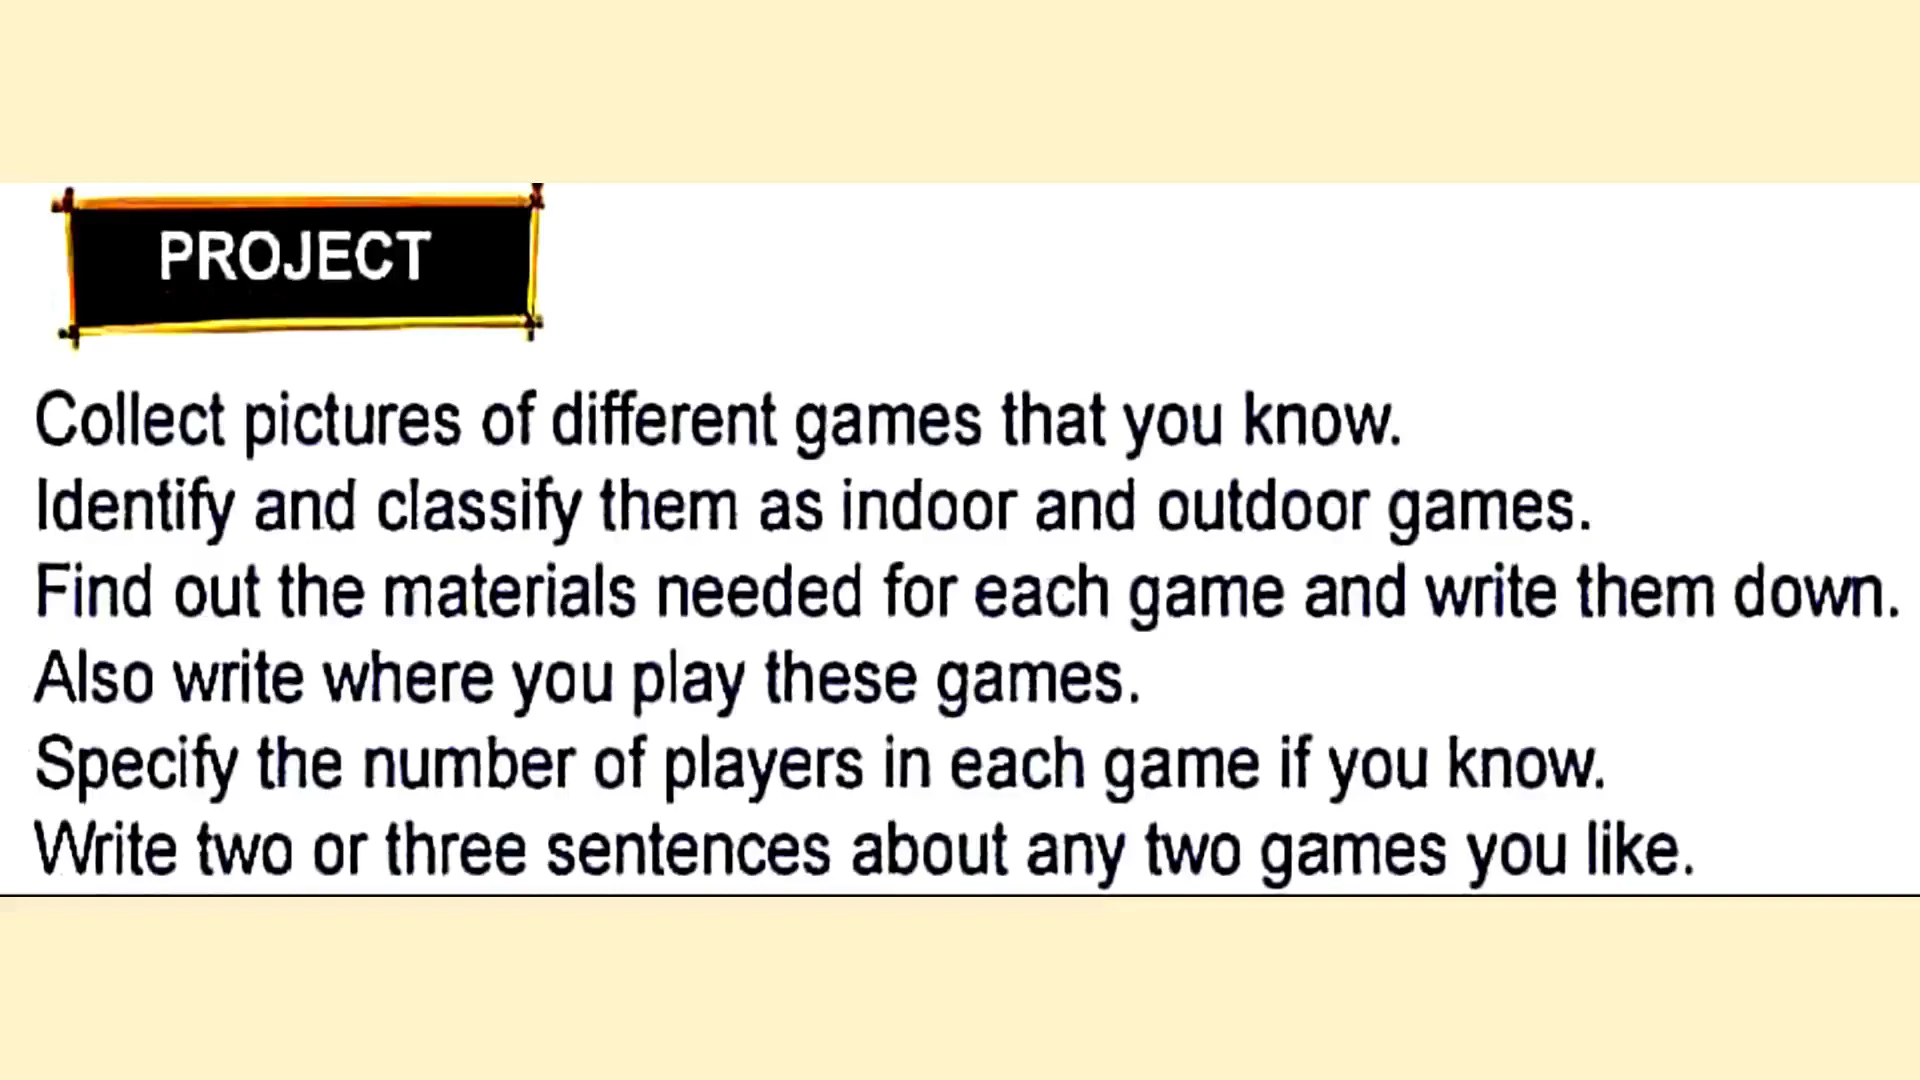 PROJECT
Collect pictures of different games that you know.
Identify and classify them as indoor and outdoor games.
Find out the materials needed for each game and write them down.
Also write where you play these games.
Specify the number of players in each game if you know.
Write two or three sentences about any two games you like.